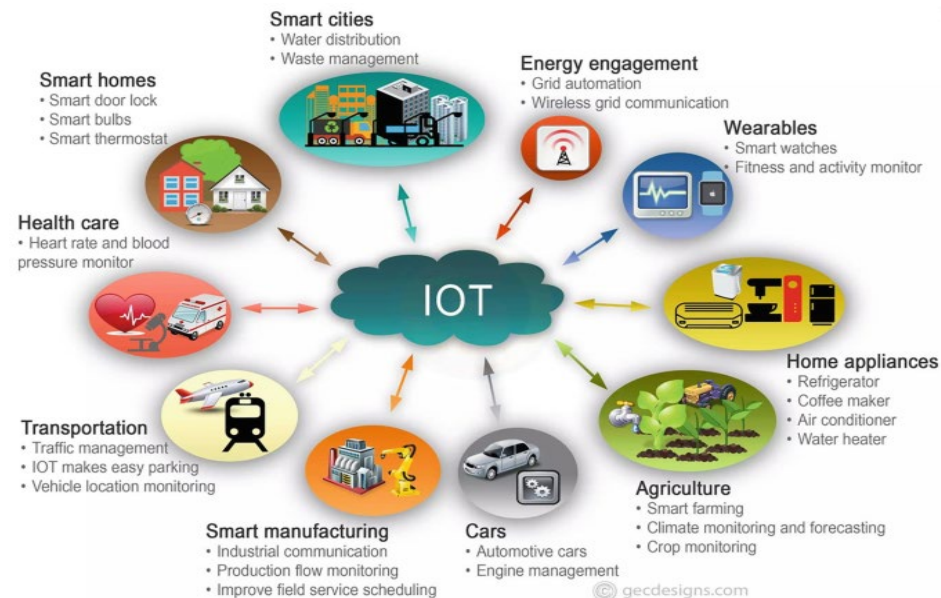 Smart cities
• Water distribution
• Waste management
Energy engagement
• Grid automation
• Wireless grid communication
Smart homes
• Smart door lock
• Smart bulbs
• Smart thermostat
Wearables
• Smart watches
• Fitness and activity monitor
Health care
• Heart rate and blood
pressure monitor
IOT
Home appliances
• Refrigerator
• Coffee maker
• Air conditioner
• Water heater
Transportation
• Traffic management
• IOT makes easy parking
• Vehicle location monitoring
Agriculture
• Smart farming
• Climate monitoring and forecasting
• Crop monitoring
Smart manufacturing
• Industrial communication
• Production flow monitoring
• Improve field service scheduling
Cars
• Automotive cars
• Engine management
© gecdesigns.com